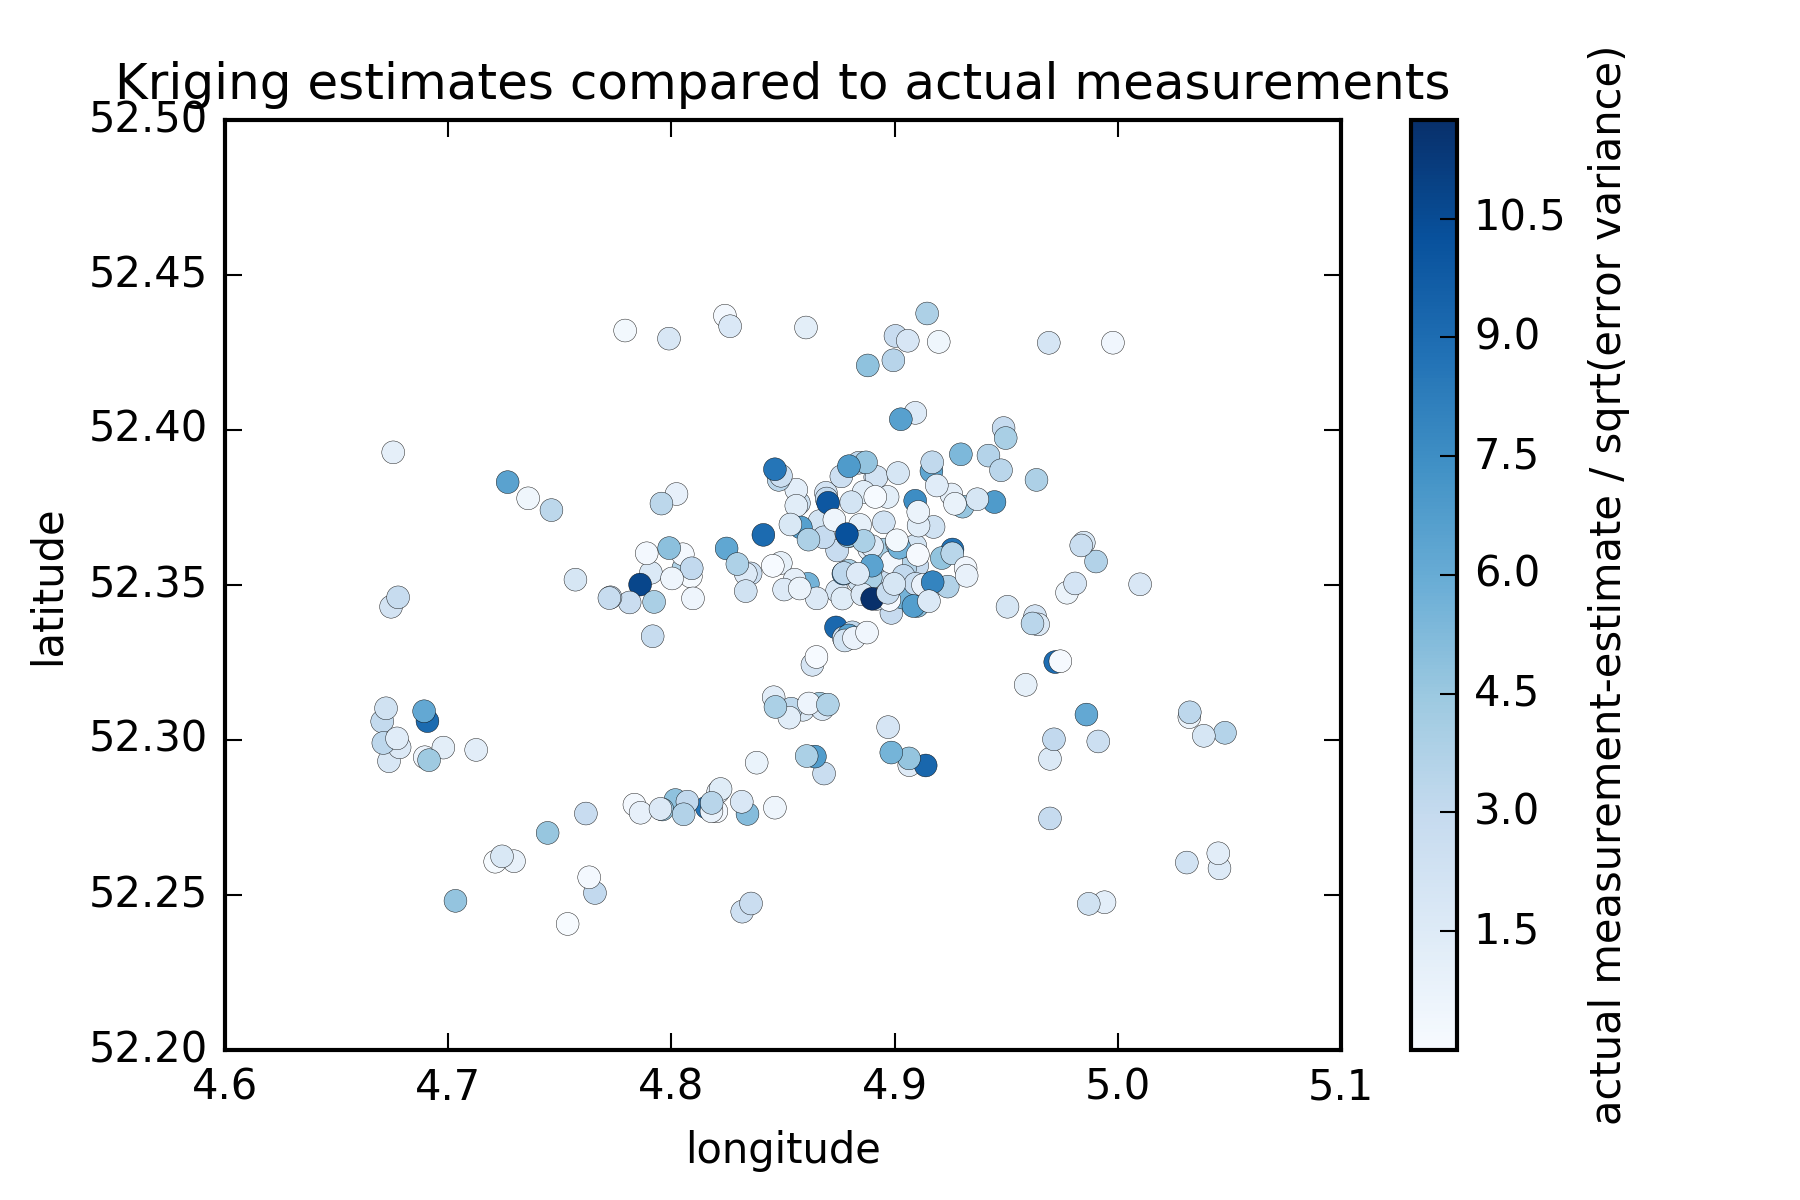 Kriging estimates compared to actual measurements
52.50
52.45
52.40
52.35
52.30
52.25
52.20
latitude
4.6 4.7 4.8 4.9 5.0 5.1
longitude
10.5
9.0
7.5
6.0
4.5
3.0
1.5
actual measurement-estimate / sqrt(error variance)